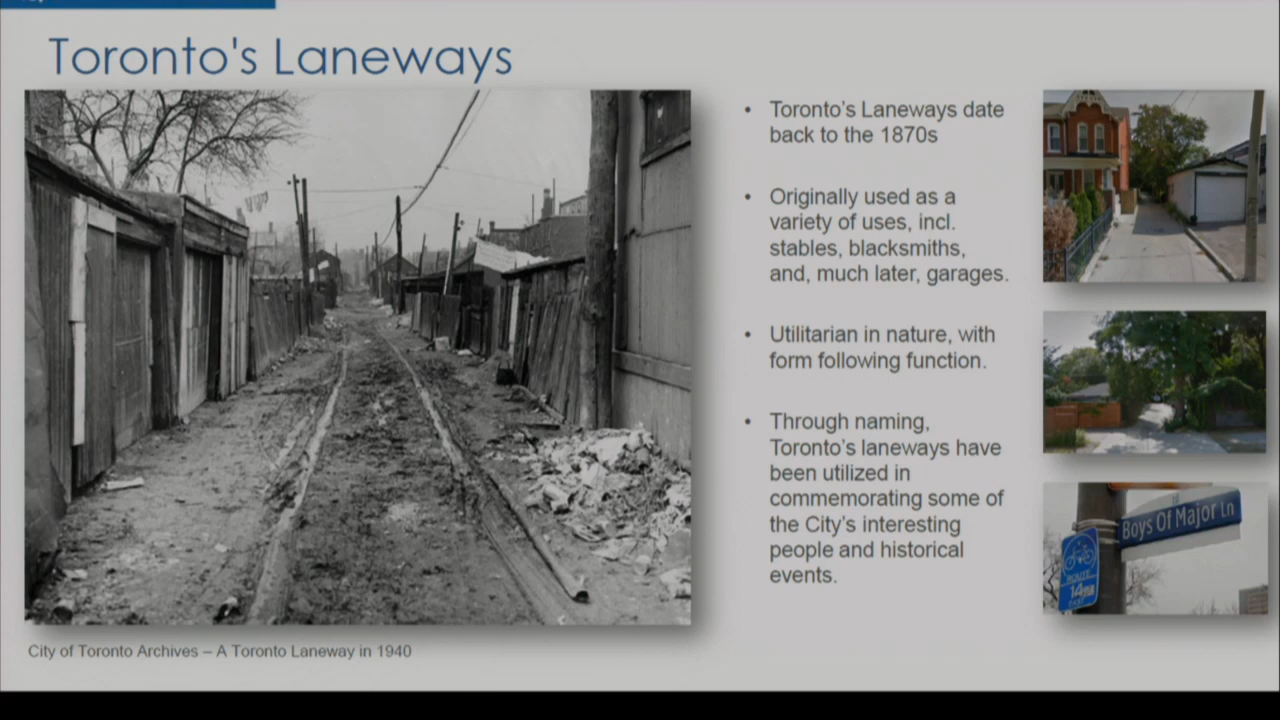 Toronto's Laneways
• Toronto's Laneways date
back to the 1870s
• Originally used as a
variety of uses, incl.
stables, blacksmiths,
and, much later, garages.
• Utilitarian in nature, with
form following function.
• Through naming,
Toronto's laneways have
been utilized in
commemorating some of
the City's interesting
people and historical
events.
Boys Of Major Ln
ROUTE
14
EAST
City of Toronto Archives – A Toronto Laneway in 1940